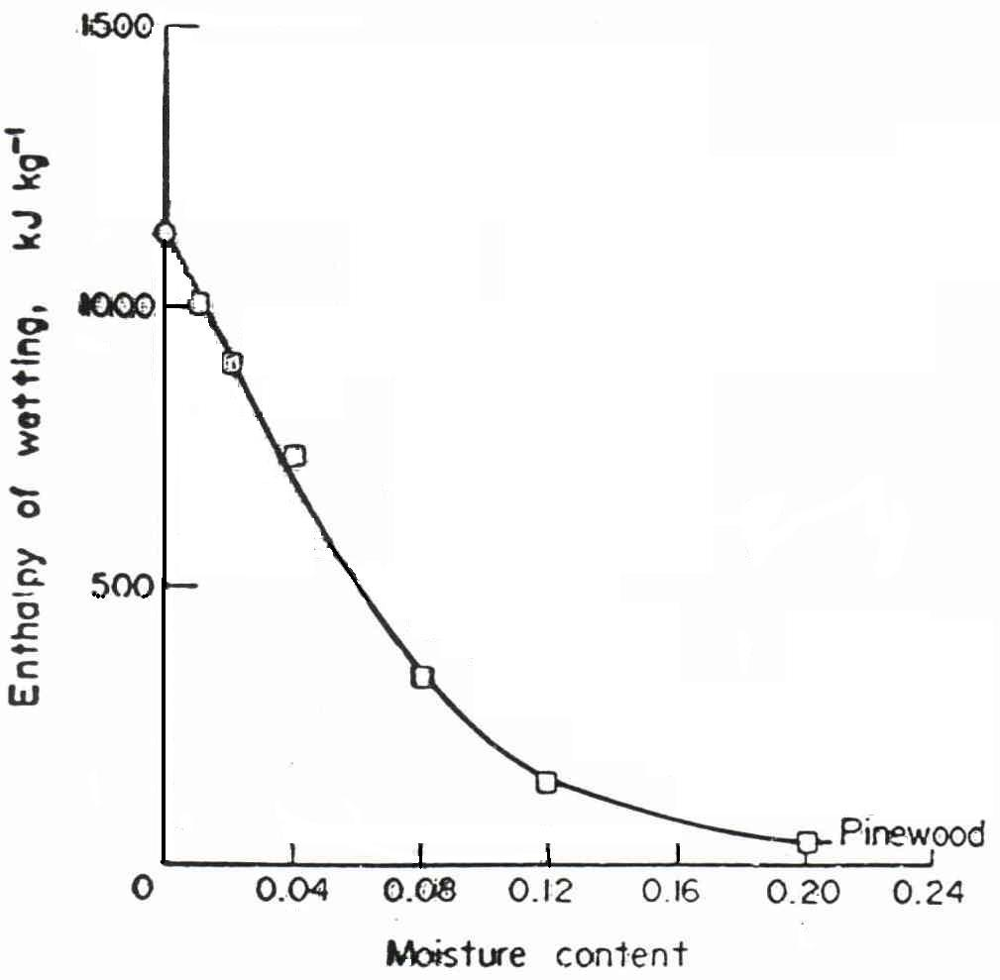 1500
1000
500
0
Enthalpy of wetting, kJ kg⁻¹
Pinewood
0.04 0.08 0.12 0.16 0.20 0.24
Moisture content